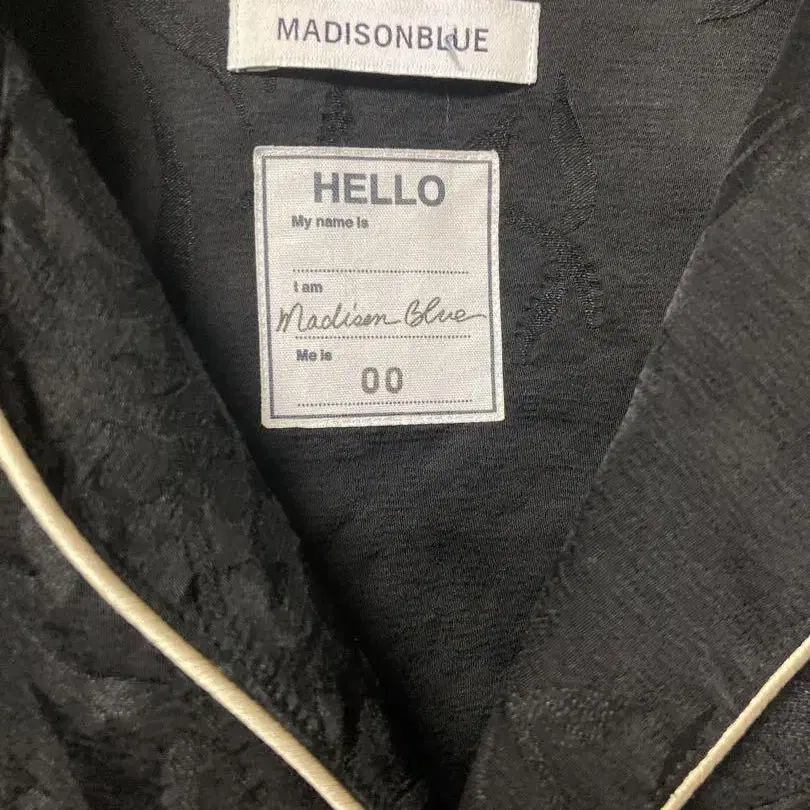 MADISONBLUE
HELLO
My name is
I am
Madison Blue
Me is
00